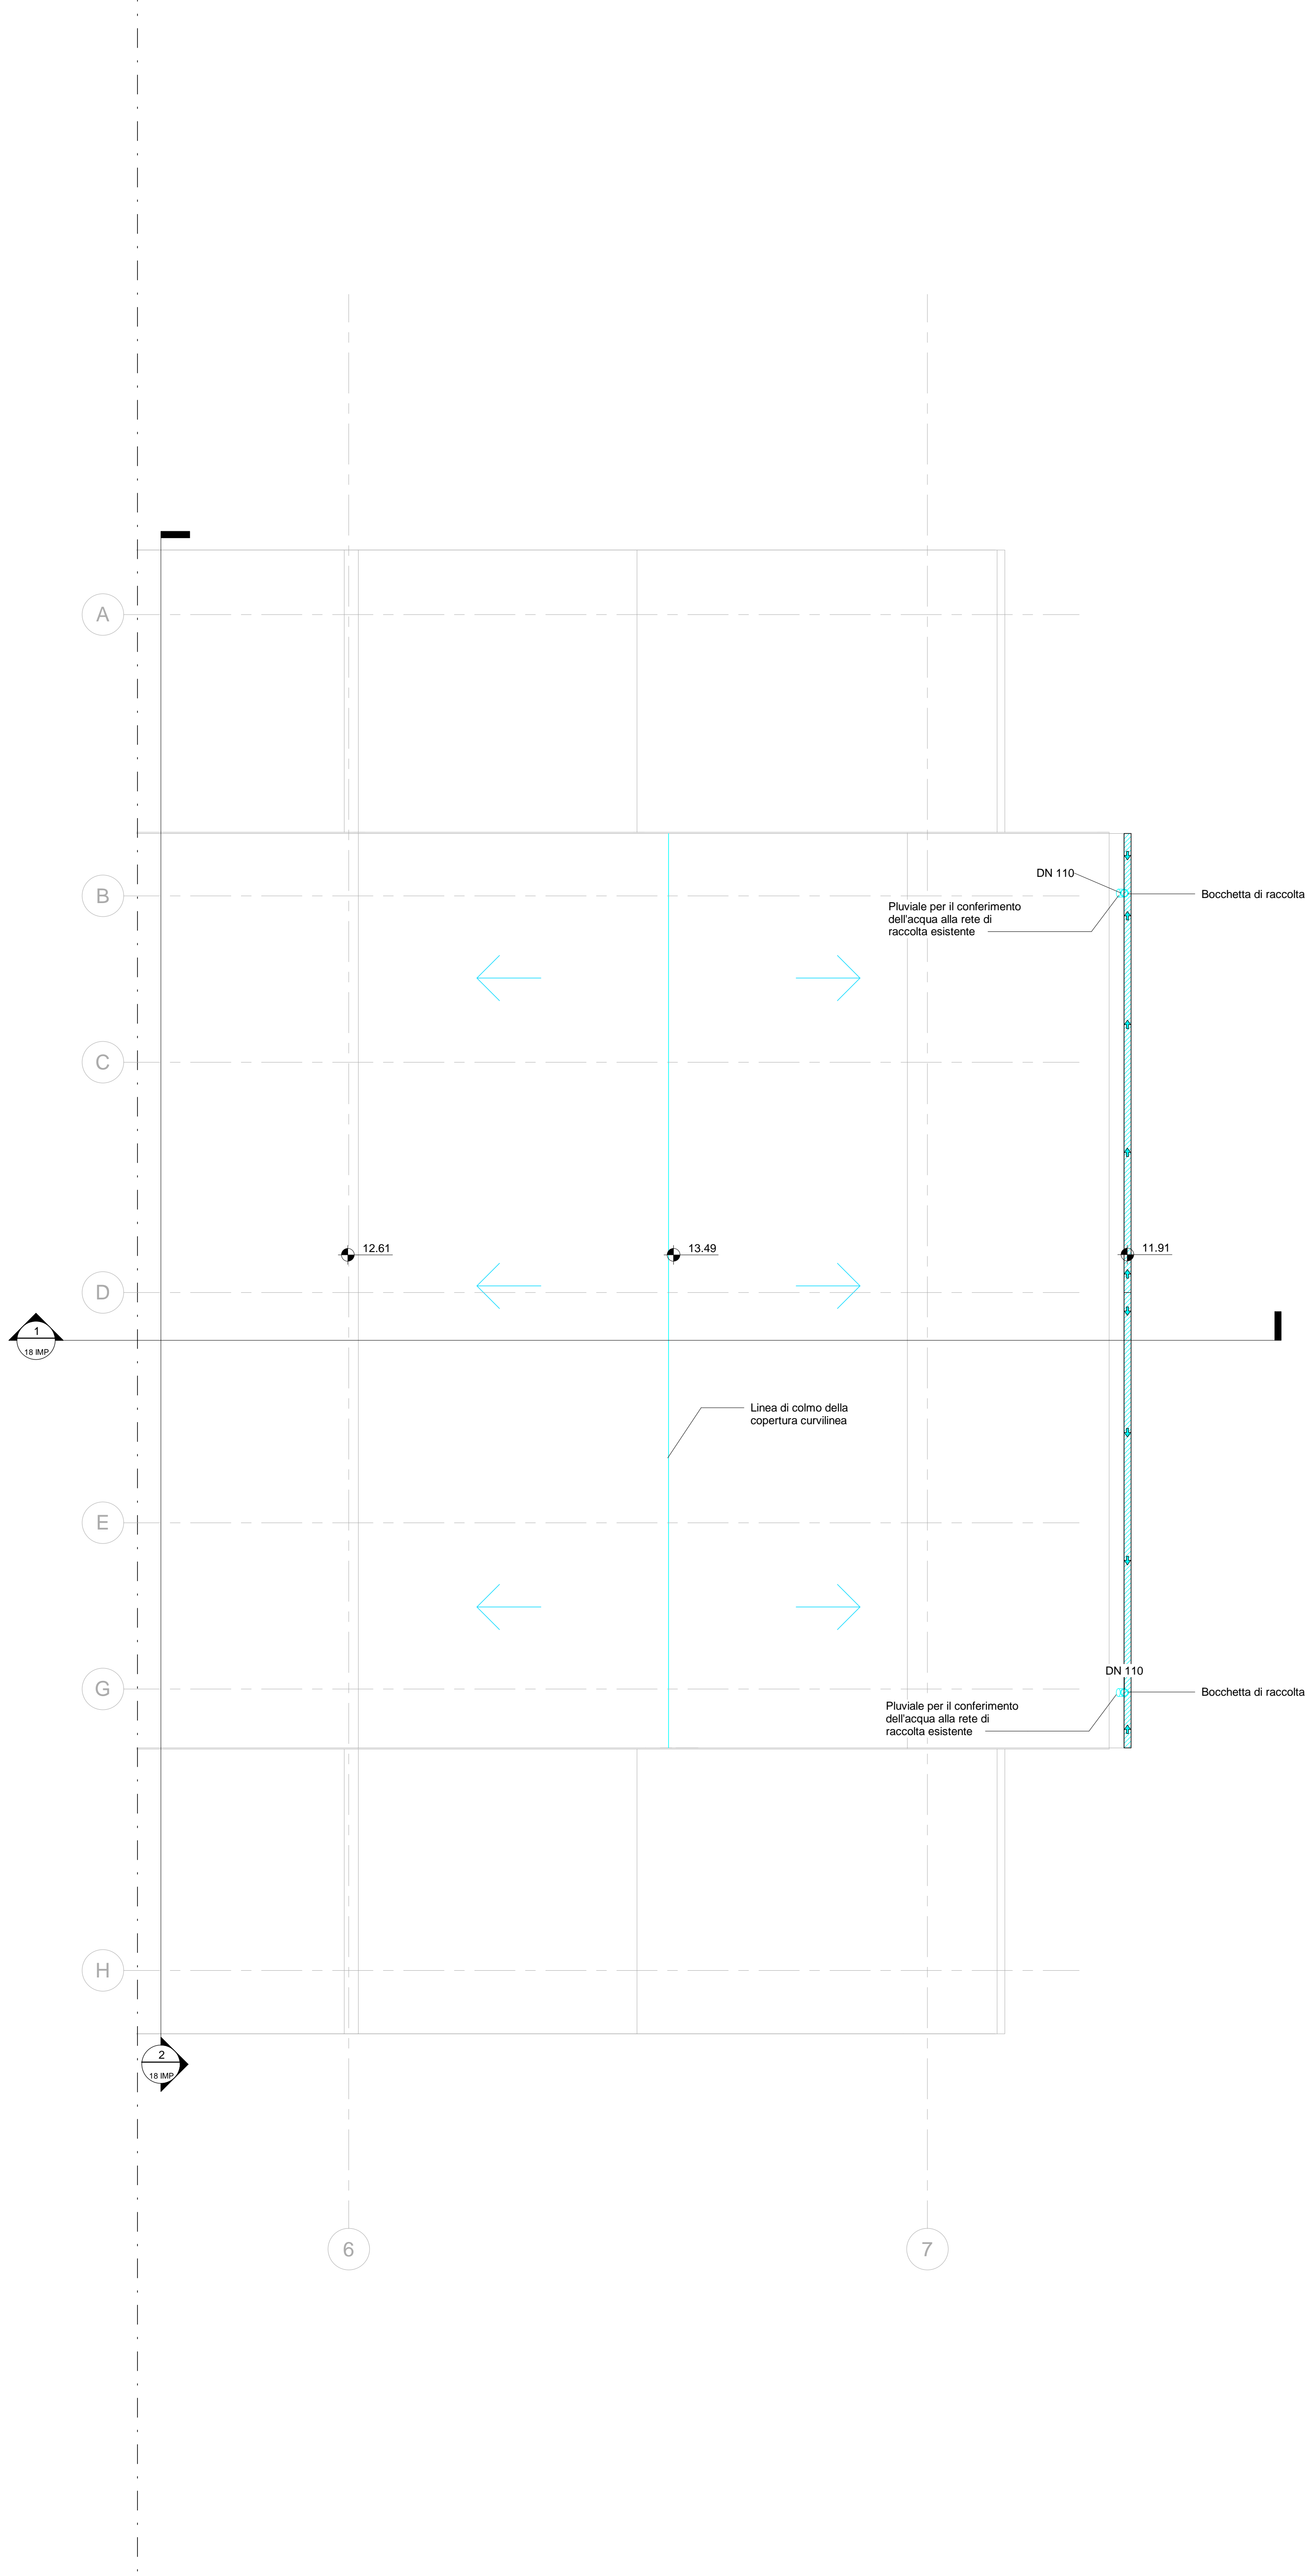 A
B
DN 110
Bocchetta di raccolta
Pluviale per il conferimento
dell'acqua alla rete di
raccolta esistente
C
12.61
13.49
11.91
D
1
18 IMP
Linea di colmo della
copertura curvilinea
E
DN 110
G
Bocchetta di raccolta
Pluviale per il conferimento
dell'acqua alla rete di
raccolta esistente
H
2
18 IMP
6
7